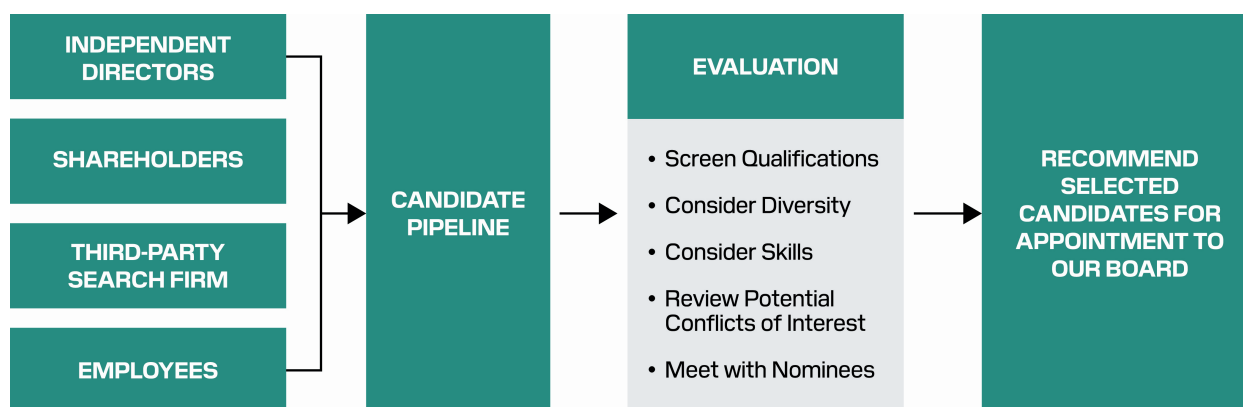 INDEPENDENT
DIRECTORS
SHAREHOLDERS
THIRD-PARTY
SEARCH FIRM
EMPLOYEES
CANDIDATE
PIPELINE
EVALUATION
• Screen Qualifications
• Consider Diversity
• Consider Skills
• Review Potential
Conflicts of Interest
• Meet with Nominees
RECOMMEND
SELECTED
CANDIDATES FOR
APPOINTMENT TO
OUR BOARD